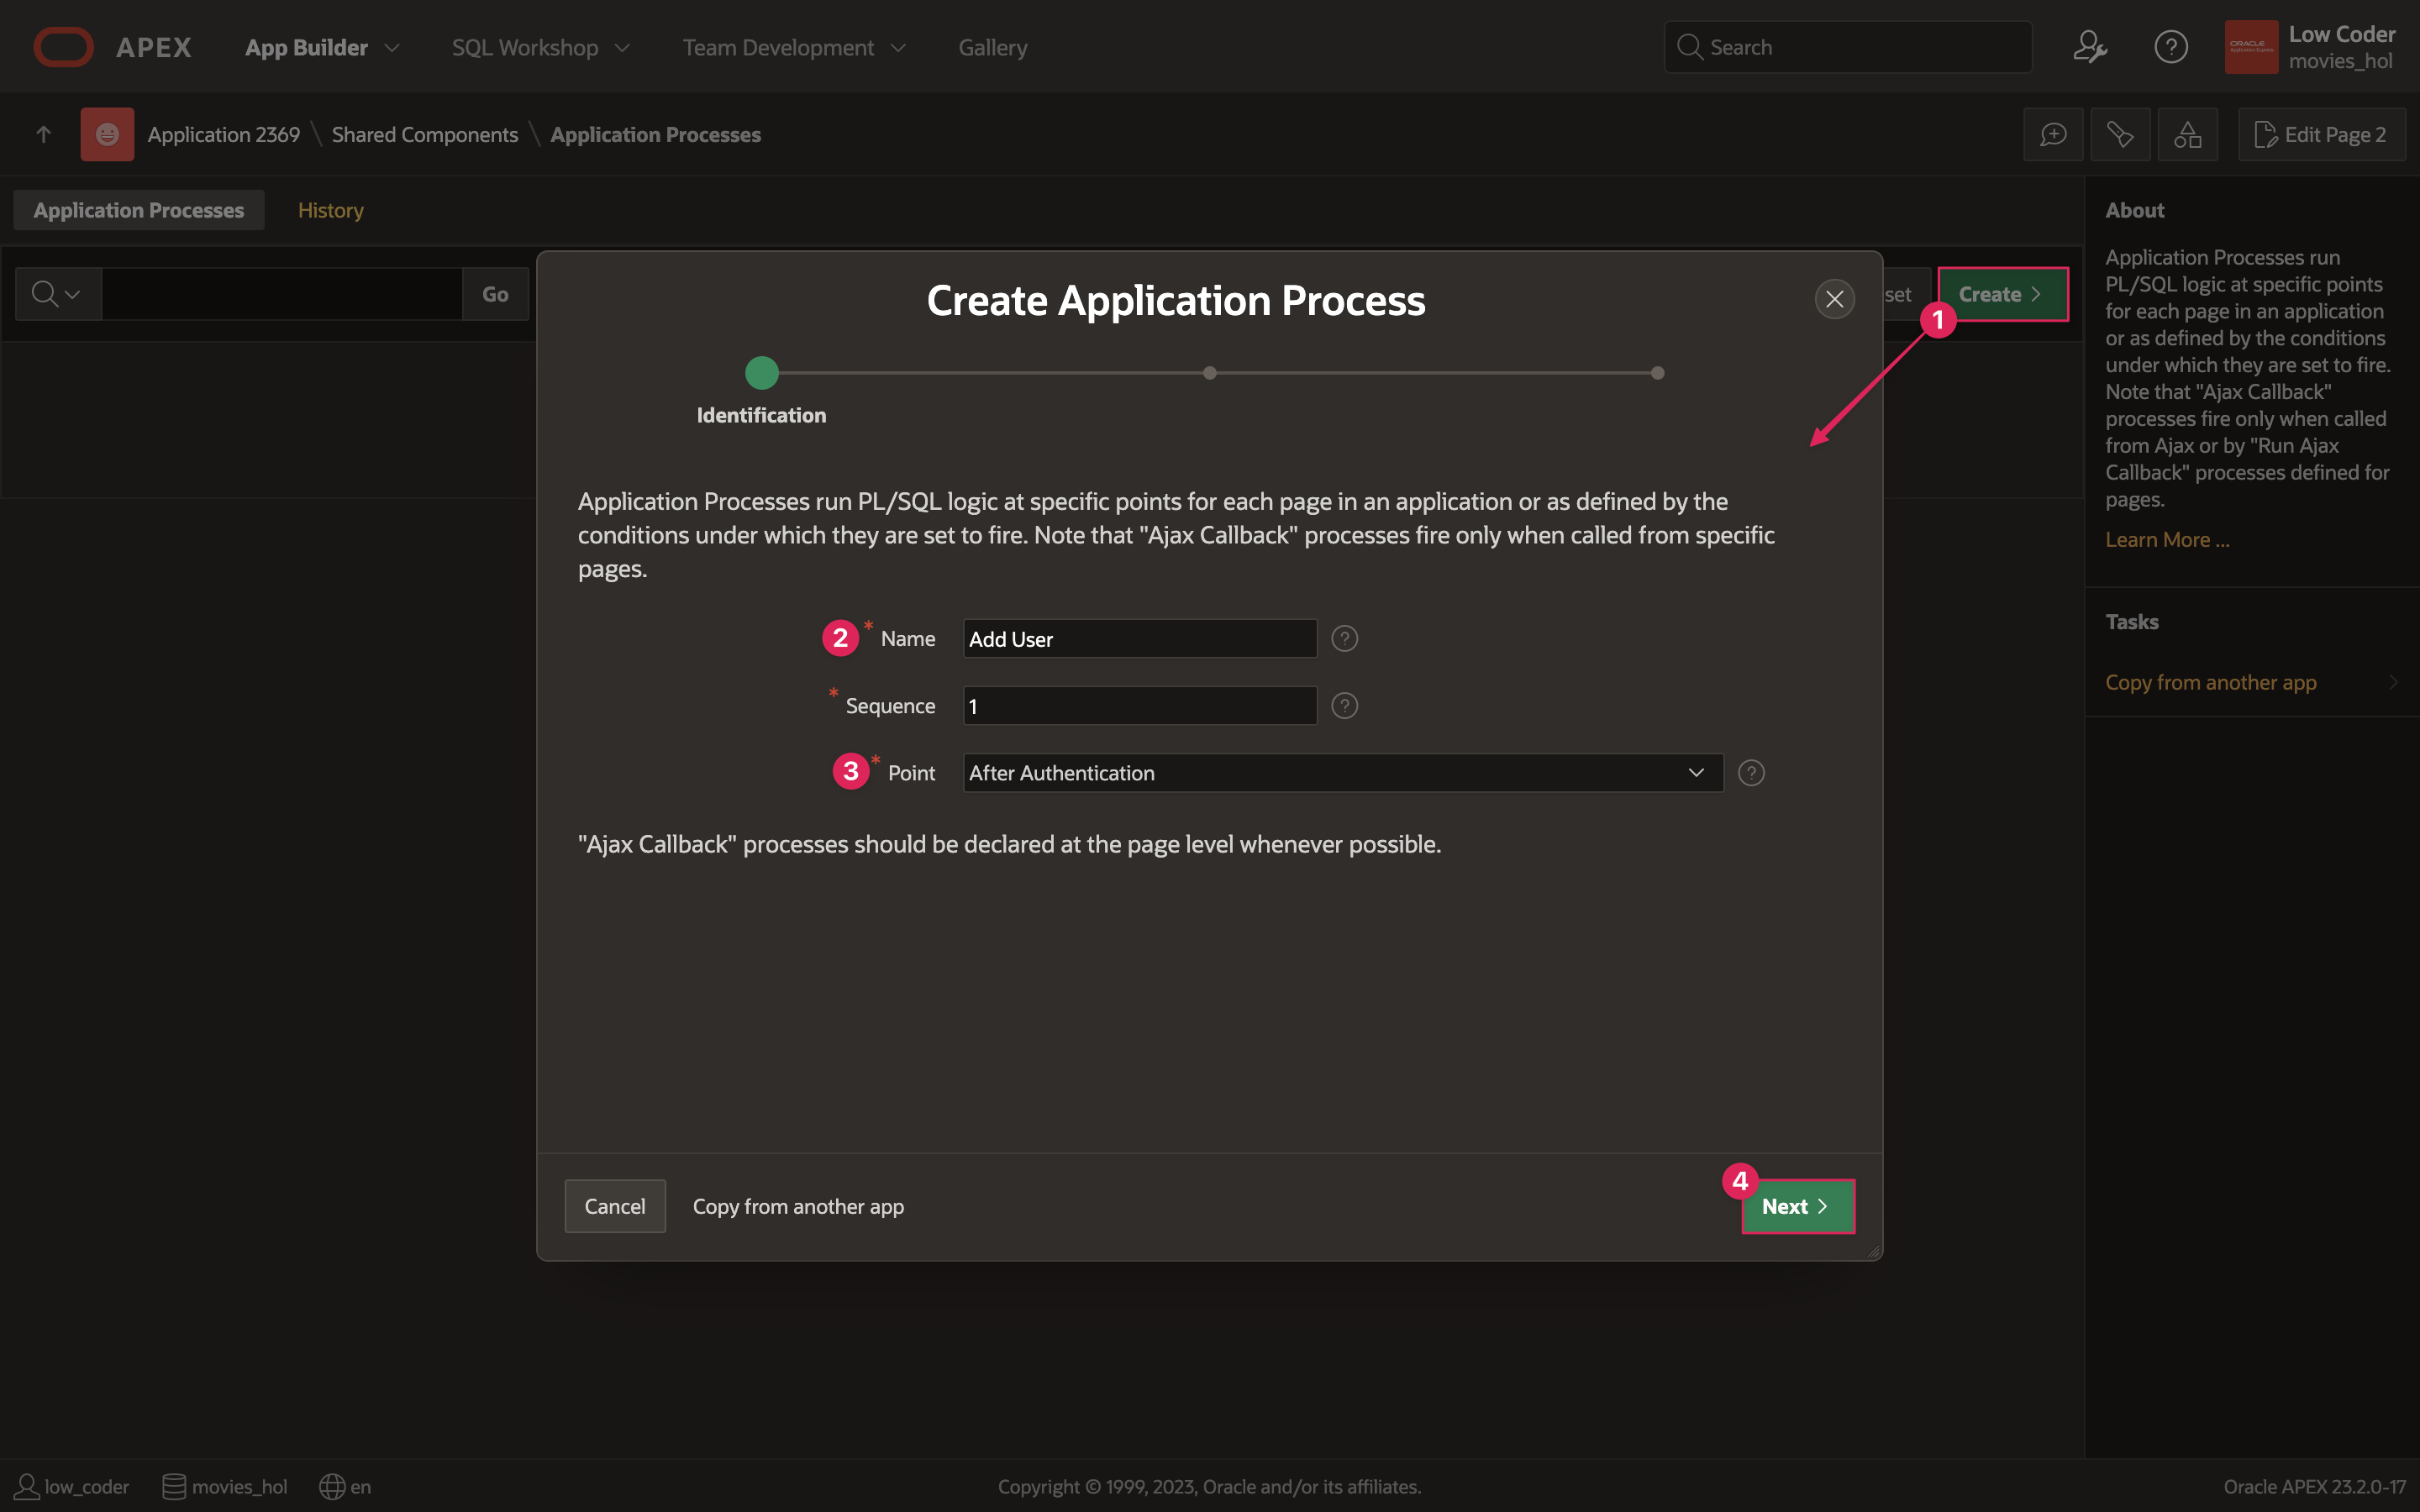 APEX App Builder SQL Workshop Team Development Gallery Search Low Coder
movies_hol
Application 2369 \ Shared Components \ Application Processes Edit Page 2
Application Processes History
Go
set Create
1
Create Application Process
Identification
Application Processes run PL/SQL logic at specific points for each page in an application or as defined by the
conditions under which they are set to fire. Note that "Ajax Callback" processes fire only when called from specific
pages.
2 * Name Add User ?
* Sequence 1 ?
3 * Point After Authentication ?
"Ajax Callback" processes should be declared at the page level whenever possible.
Cancel Copy from another app
4 Next
About
Application Processes run
PL/SQL logic at specific points
for each page in an application
or as defined by the conditions
under which they are set to fire.
Note that "Ajax Callback"
processes fire only when called
from Ajax or by "Run Ajax
Callback" processes defined for
pages.
Learn More ...
Tasks
Copy from another app
low_coder movies_hol en Copyright © 1999, 2023, Oracle and/or its affiliates. Oracle APEX 23.2.0-17